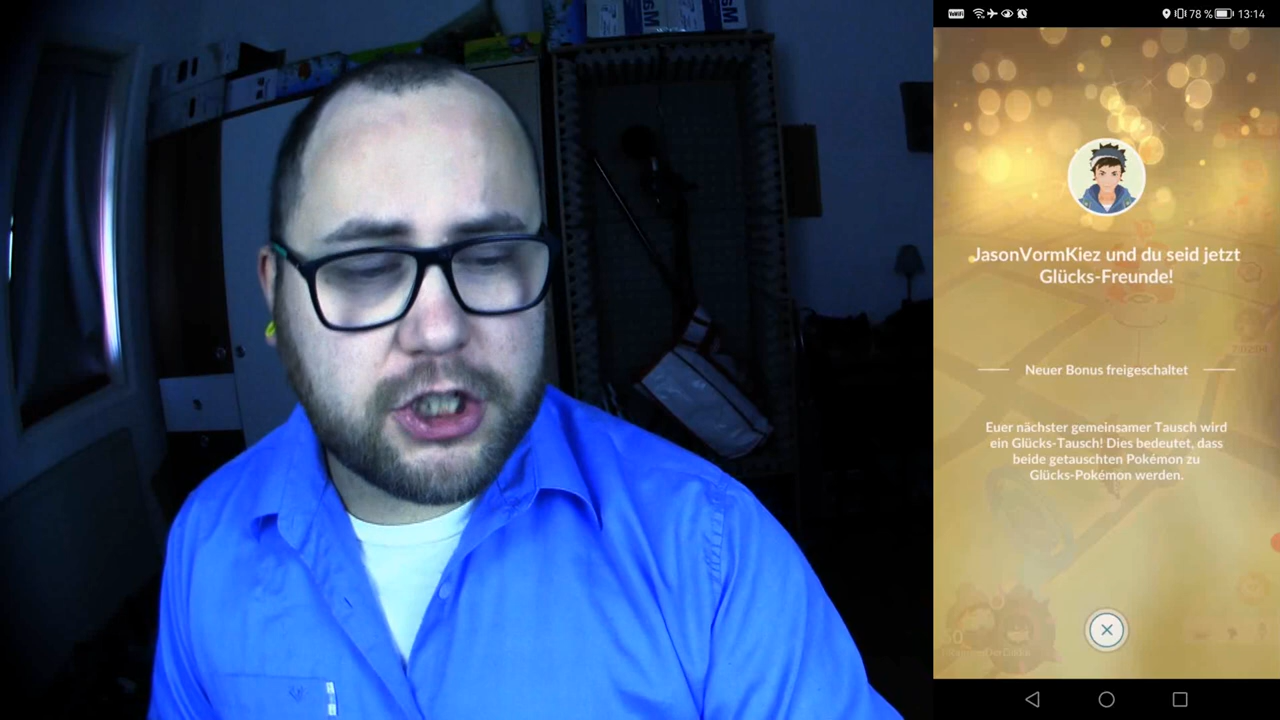 78 % 13:14
JasonVormKiez und du seid jetzt
Glücks-Freunde!
Neuer Bonus freigeschaltet
Euer nächster gemeinsamer Tausch wird
ein Glücks-Tausch! Dies bedeutet, dass
beide getauschten Pokémon zu
Glücks-Pokémon werden.
50